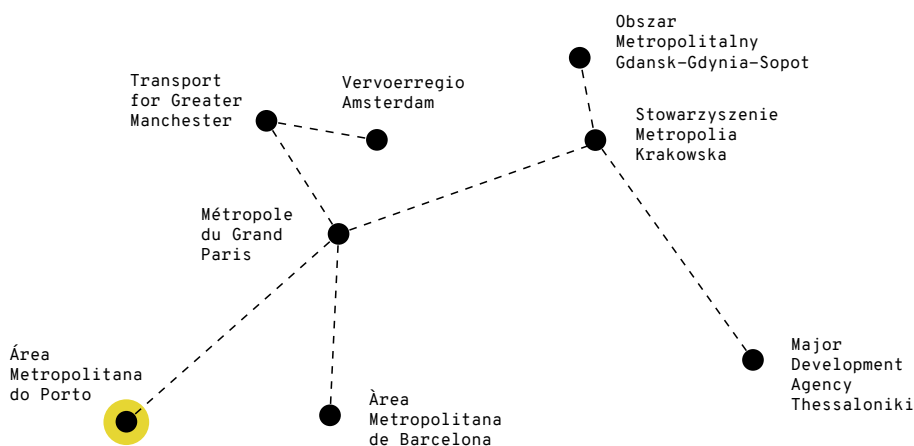 Obszar
Metropolitalny
Gdansk–Gdynia–Sopot
Transport
for Greater
Manchester
Vervoerregio
Amsterdam
Stowarzyszenie
Metropolia
Krakowska
Métropole
du Grand
Paris
Área
Metropolitana
do Porto
Major
Development
Agency
Thessaloniki
Àrea
Metropolitana
de Barcelona